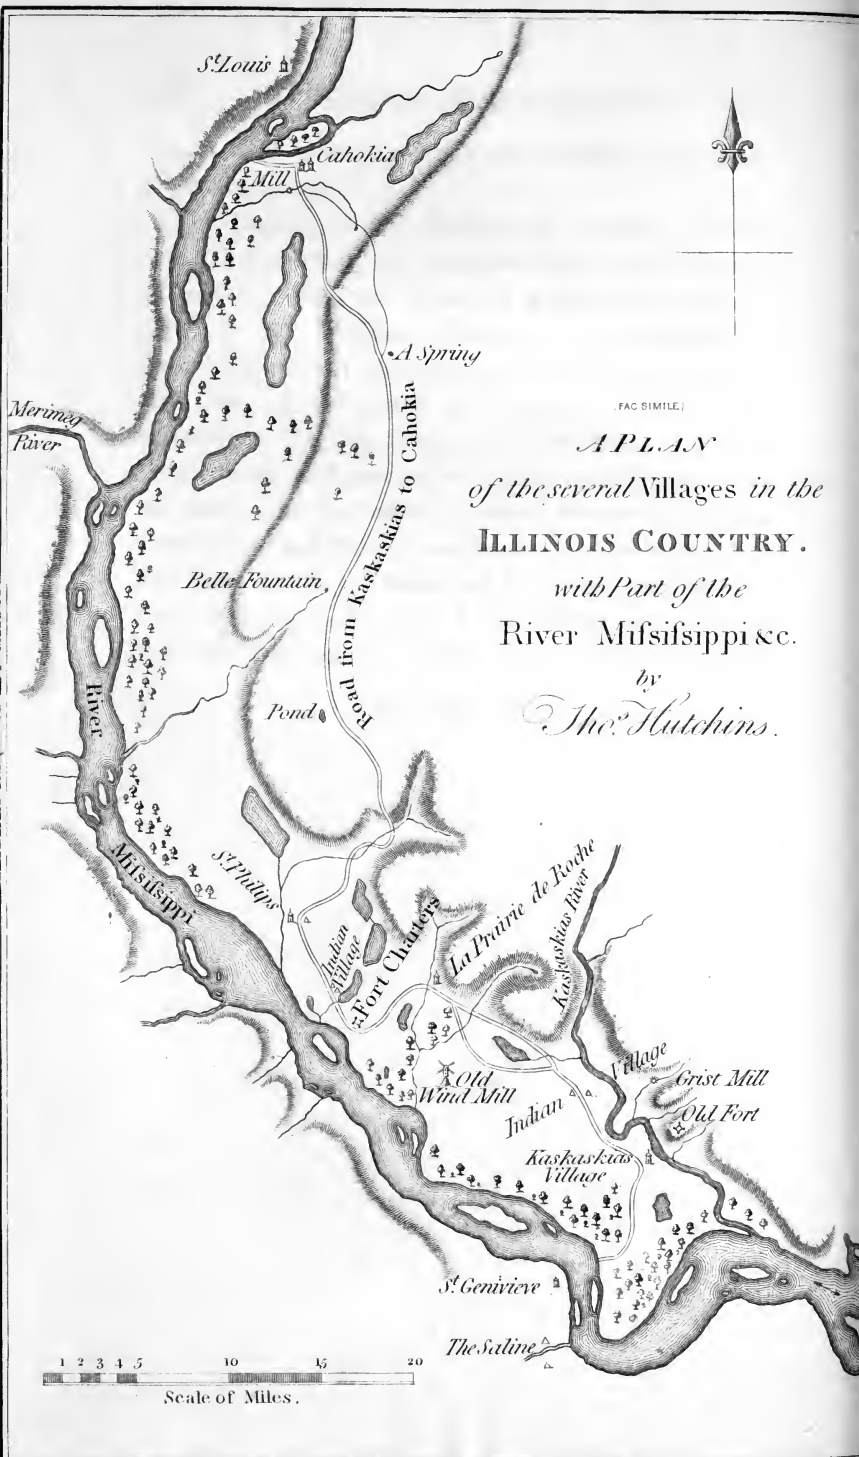 St. Louis
Cahokia
Mill
A Spring
Merimeg
River
(FAC SIMILE)
A PLAN
of the several Villages in the
ILLINOIS COUNTRY.
with Part of the
River Miſsiſsippi &c.
by
Thos. Hutchins.
Road from Kaskaskias to Cahokia
Belle Fountain
Pond
River
Miſsiſsippi
St. Philips
Indian
Village
Fort Charters
La Prairie de Roche
Kaskaskias River
Old
Wind Mill
Indian Village
Grist Mill
Old Fort
Kaskaskias
Village
St. Genivieve
The Saline
1 2 3 4 5 10 15 20
Scale of Miles.